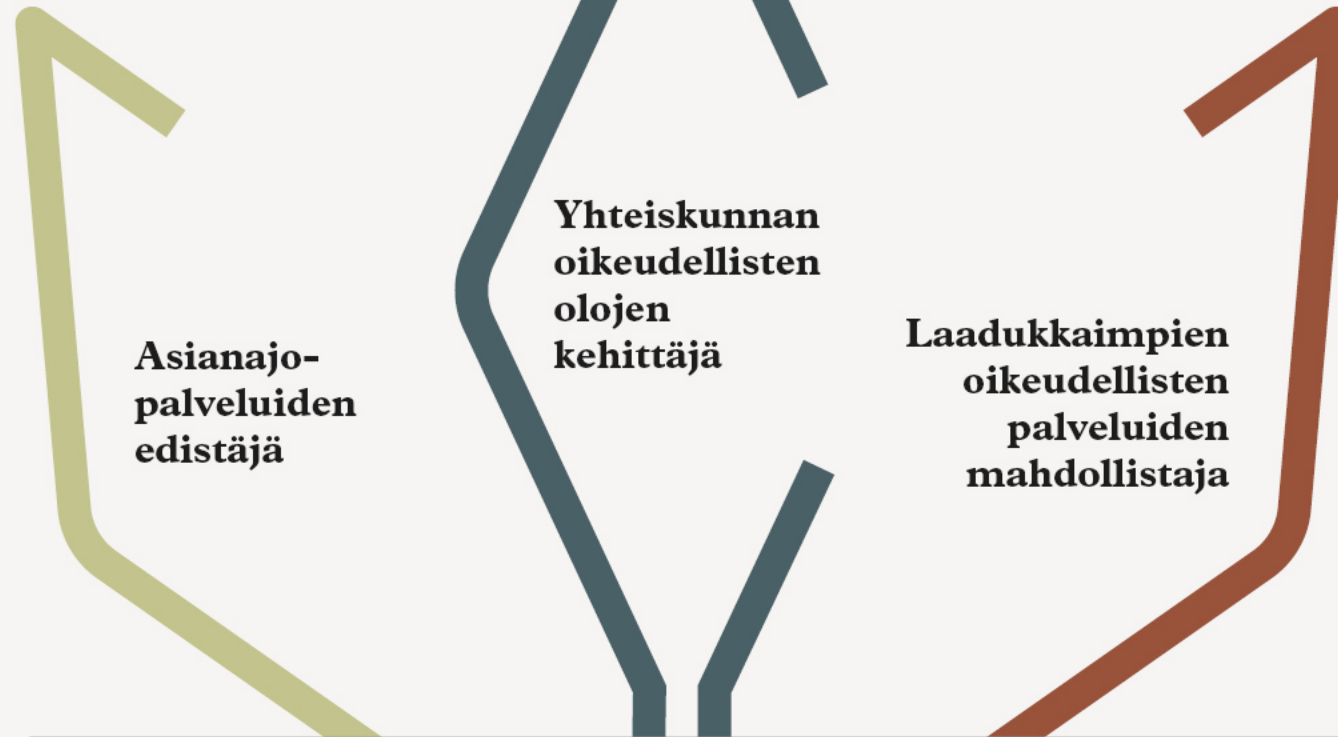 Asianajo-
palveluiden
edistäjä
Yhteiskunnan
oikeudellisten
olojen
kehittäjä
Laadukkaimpien
oikeudellisten
palveluiden
mahdollistaja